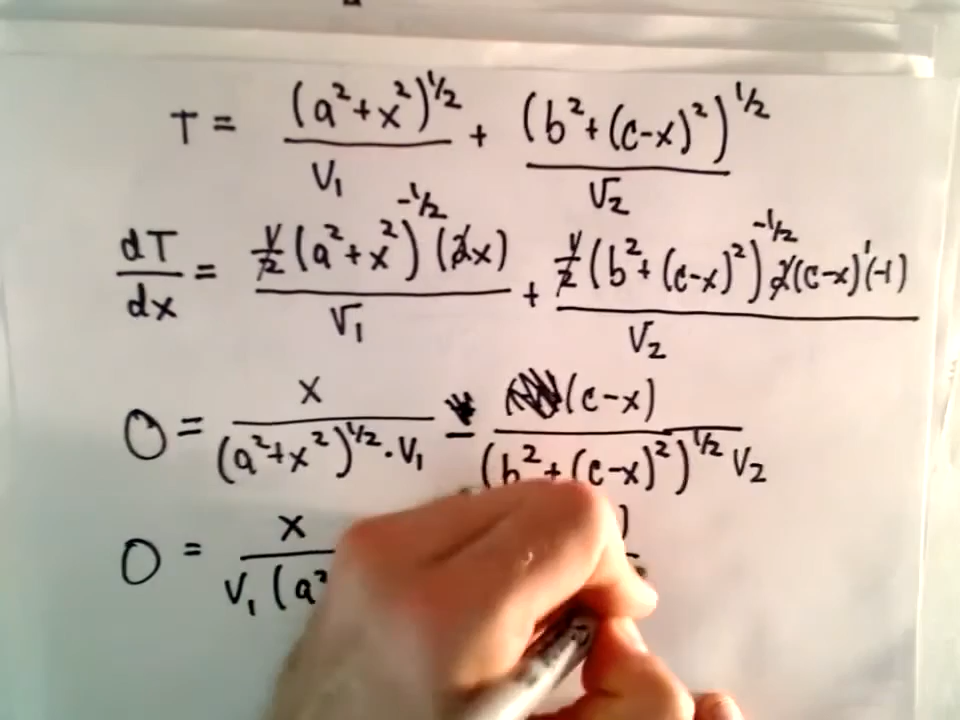 T = (a²+x²)^1/2 / V₁ + (b²+(c-x)²)^1/2 / V₂
dT/dx = 1/2 (a²+x²)^-1/2 (2x) / V₁ + 1/2 (b²+(c-x)²)^-1/2 2(c-x)^1 (-1) / V₂
0 = x / (a²+x²)^1/2 · V₁ - (c-x) / (b²+(c-x)²)^1/2 V₂
0 = x / V₁ (a²